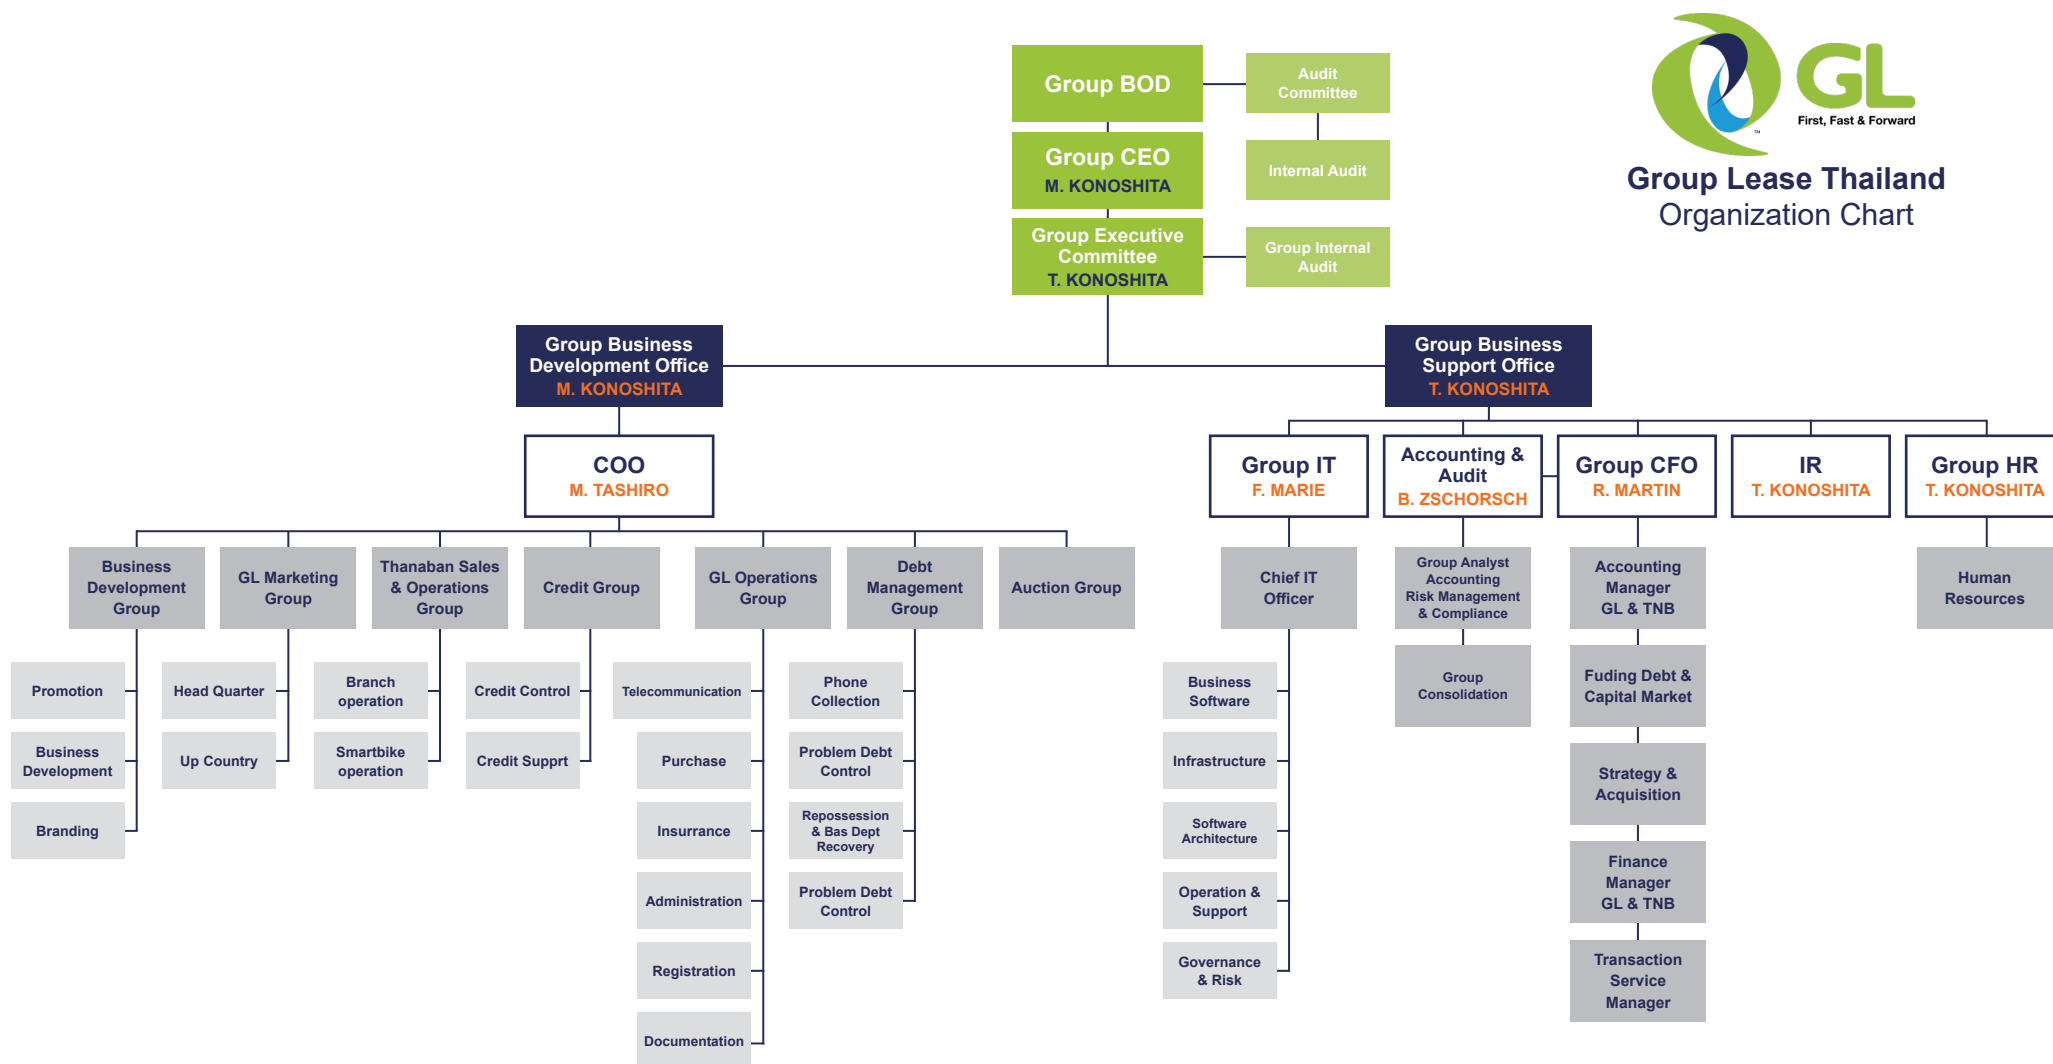 Group BOD
Audit
Committee
GL
First, Fast & Forward
TM
Group CEO
M. KONOSHITA
Internal Audit
Group Lease Thailand
Organization Chart
Group Executive
Committee
T. KONOSHITA
Group Internal
Audit
Group Business
Development Office
M. KONOSHITA
Group Business
Support Office
T. KONOSHITA
COO
M. TASHIRO
Group IT
F. MARIE
Accounting &
Audit
B. ZSCHORSCH
Group CFO
R. MARTIN
IR
T. KONOSHITA
Group HR
T. KONOSHITA
Business
Development
Group
GL Marketing
Group
Thanaban Sales
& Operations
Group
Credit Group
GL Operations
Group
Debt
Management
Group
Auction Group
Chief IT
Officer
Group Analyst
Accounting
Risk Management
& Compliance
Accounting
Manager
GL & TNB
Human
Resources
Promotion
Head Quarter
Branch
operation
Credit Control
Telecommunication
Phone
Collection
Business
Software
Group
Consolidation
Fuding Debt &
Capital Market
Business
Development
Up Country
Smartbike
operation
Credit Supprt
Purchase
Problem Debt
Control
Infrastructure
Strategy &
Acquisition
Branding
Insurrance
Repossession
& Bas Dept
Recovery
Software
Architecture
Administration
Problem Debt
Control
Operation &
Support
Finance
Manager
GL & TNB
Registration
Governance
& Risk
Transaction
Service
Manager
Documentation